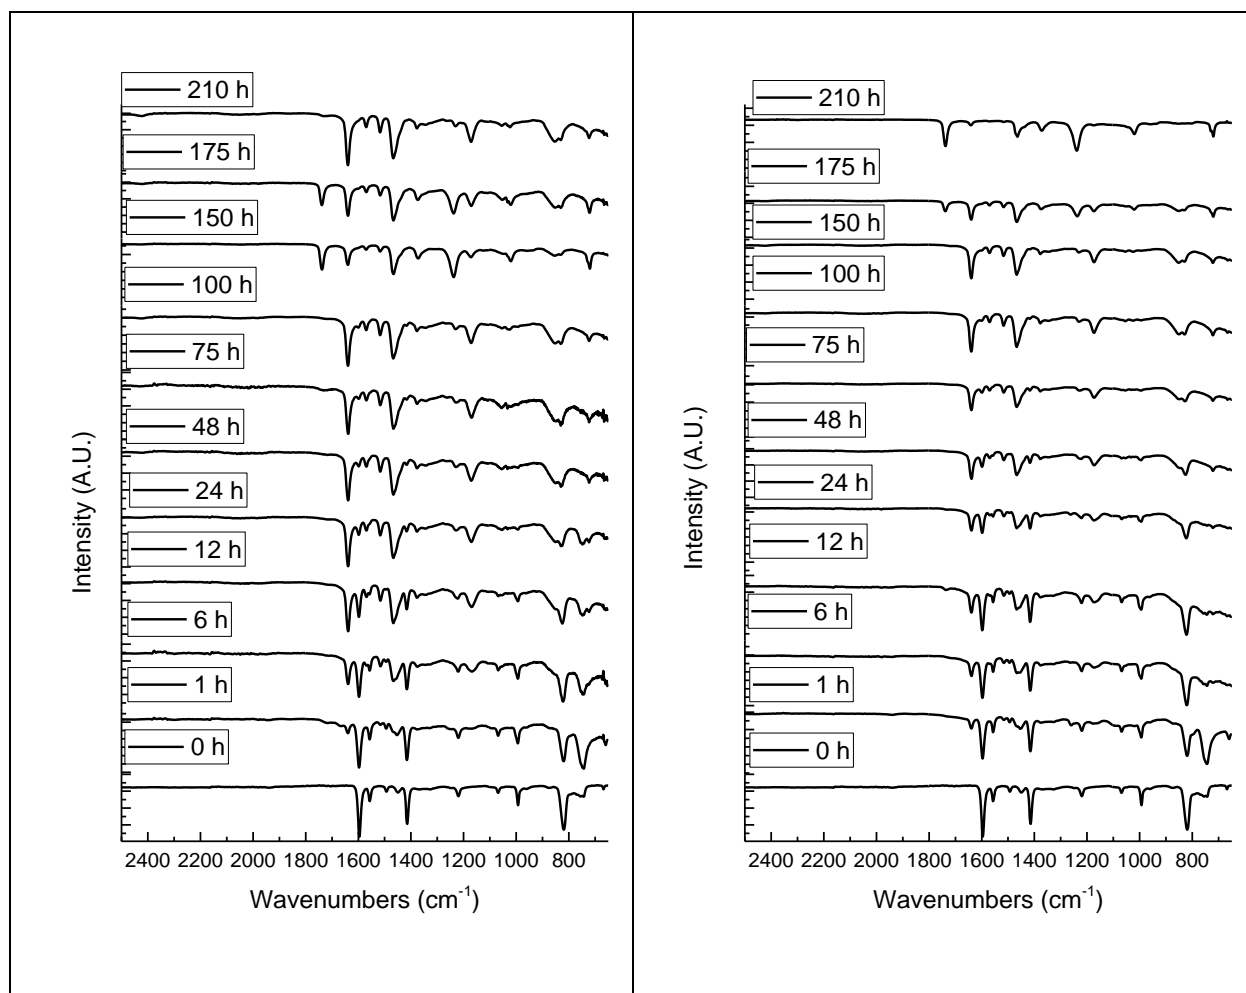 210 h
175 h
150 h
100 h
75 h
48 h
24 h
12 h
6 h
1 h
0 h
Intensity (A.U.)
2400 2200 2000 1800 1600 1400 1200 1000 800
Wavenumbers (cm⁻¹)
210 h
175 h
150 h
100 h
75 h
48 h
24 h
12 h
6 h
1 h
0 h
Intensity (A.U.)
2400 2200 2000 1800 1600 1400 1200 1000 800
Wavenumbers (cm⁻¹)